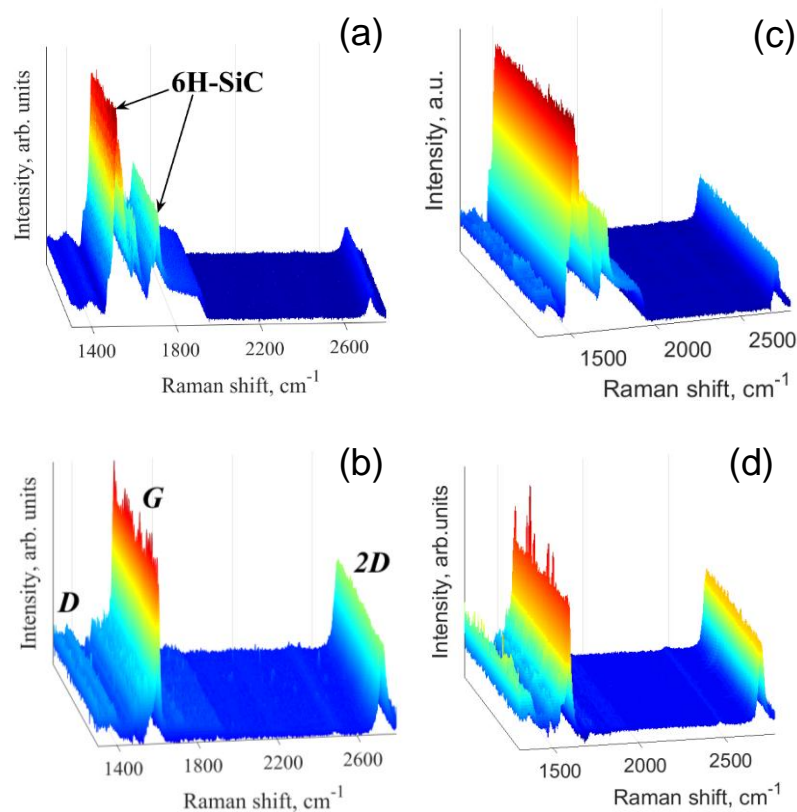 (a)
6H-SiC
Intensity, arb. units
1400 1800 2200 2600
Raman shift, cm-1
(c)
Intensity, a.u.
1500 2000 2500
Raman shift, cm-1
(b)
G
D
2D
Intensity, arb. units
1400 1800 2200 2600
Raman shift, cm-1
(d)
Intensity, arb.units
1500 2000 2500
Raman shift, cm-1